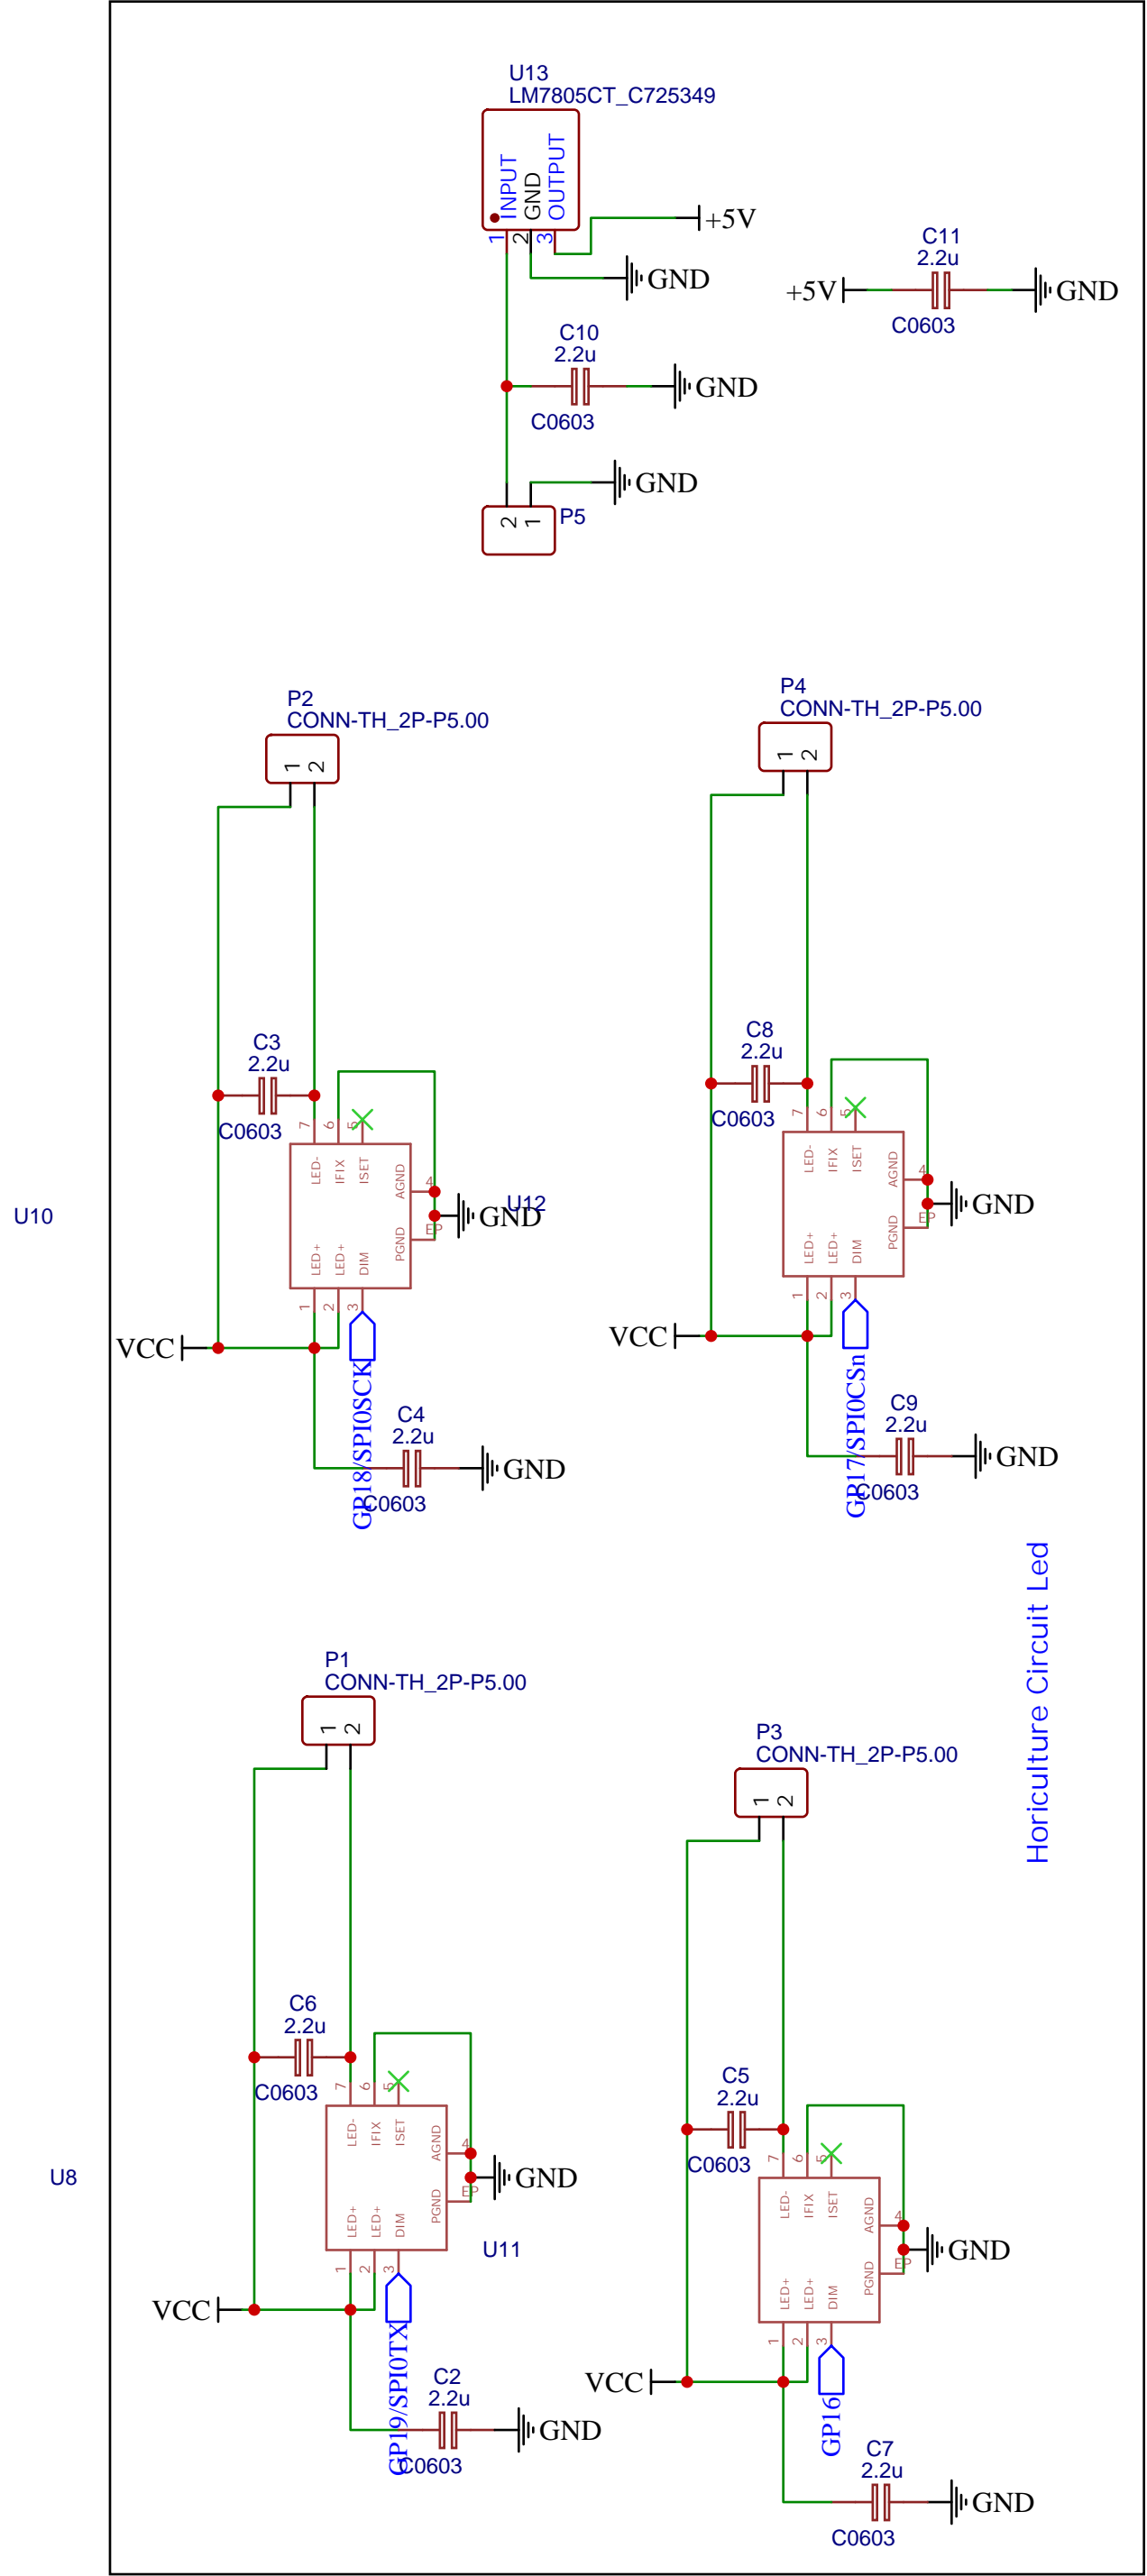 U13
LM7805CT_C725349
INPUT
GND
OUTPUT
1
2
3
+5V
GND
C11
2.2u
+5V
GND
C0603
C10
2.2u
GND
C0603
GND
2
1
P5
P2
CONN-TH_2P-P5.00
1
2
P4
CONN-TH_2P-P5.00
1
2
C3
2.2u
C0603
7
6
5
LED-
IFIX
ISET
AGND
4
GND
EP
PGND
LED+
LED+
DIM
1
2
3
U10
VCC
GP18/SPI0SCK
C4
2.2u
GND
C0603
U12
C8
2.2u
C0603
7
6
5
LED-
IFIX
ISET
AGND
4
GND
EP
PGND
LED+
LED+
DIM
1
2
3
VCC
GP17/SPI0CSn
C9
2.2u
GND
C0603
Horiculture Circuit Led
P1
CONN-TH_2P-P5.00
1
2
P3
CONN-TH_2P-P5.00
1
2
C6
2.2u
C0603
7
6
5
LED-
IFIX
ISET
AGND
4
GND
EP
PGND
LED+
LED+
DIM
1
2
3
U8
VCC
GP19/SPI0TX
C2
2.2u
GND
C0603
U11
C5
2.2u
C0603
7
6
5
LED-
IFIX
ISET
AGND
4
GND
EP
PGND
LED+
LED+
DIM
1
2
3
VCC
GP16
C7
2.2u
GND
C0603